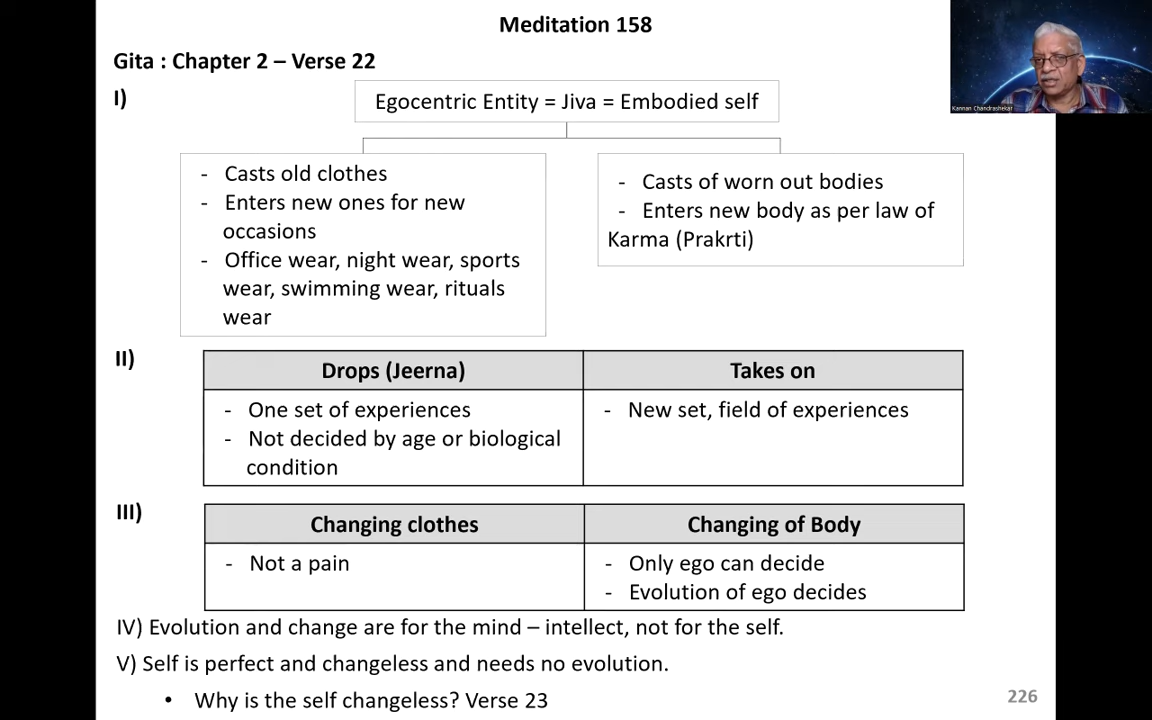 Meditation 158
Kannan Chandrashekar
Gita : Chapter 2 – Verse 22
I)
Egocentric Entity = Jiva = Embodied self
- Casts old clothes
- Enters new ones for new
occasions
- Office wear, night wear, sports
wear, swimming wear, rituals
wear
- Casts of worn out bodies
- Enters new body as per law of
Karma (Prakrti)
II)
Drops (Jeerna)
Takes on
- One set of experiences
- Not decided by age or biological
condition
- New set, field of experiences
III)
Changing clothes
Changing of Body
- Not a pain
- Only ego can decide
- Evolution of ego decides
IV) Evolution and change are for the mind – intellect, not for the self.
V) Self is perfect and changeless and needs no evolution.
• Why is the self changeless? Verse 23
226